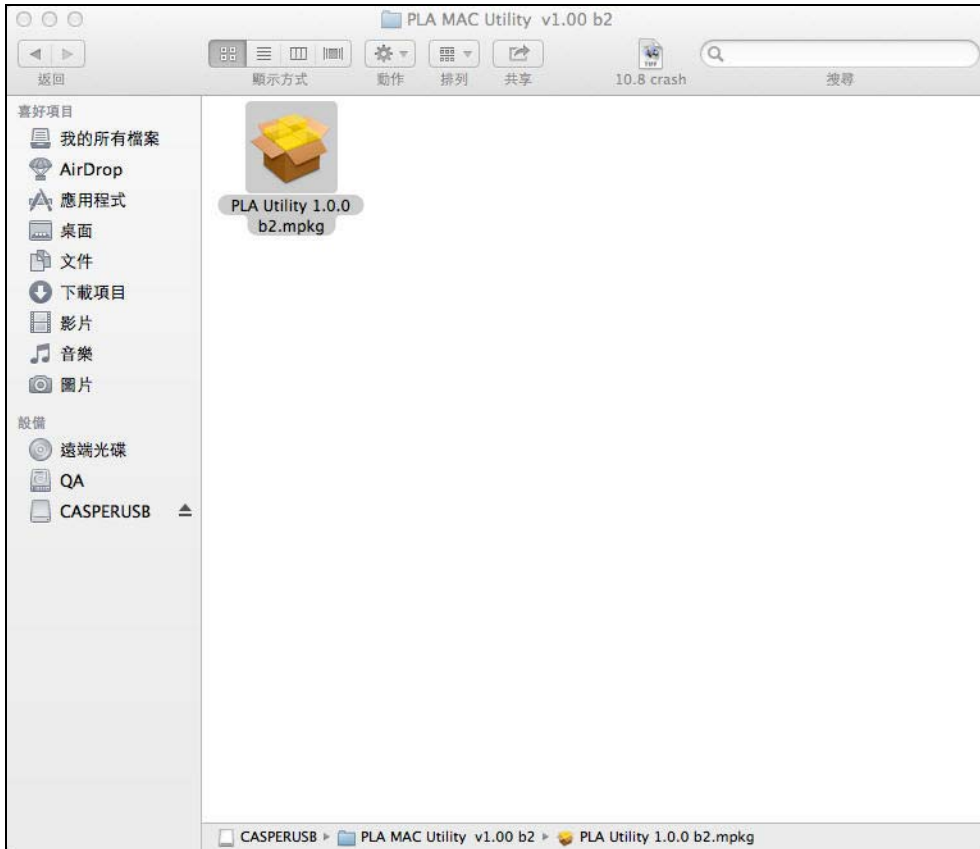 PLA MAC Utility v1.00 b2
返回
顯示方式
動作
排列
共享
10.8 crash
搜尋
喜好項目
我的所有檔案
AirDrop
應用程式
桌面
文件
下載項目
影片
音樂
圖片
設備
遠端光碟
QA
CASPERUSB
PLA Utility 1.0.0
b2.mpkg
CASPERUSB ▸ PLA MAC Utility v1.00 b2 ▸ PLA Utility 1.0.0 b2.mpkg